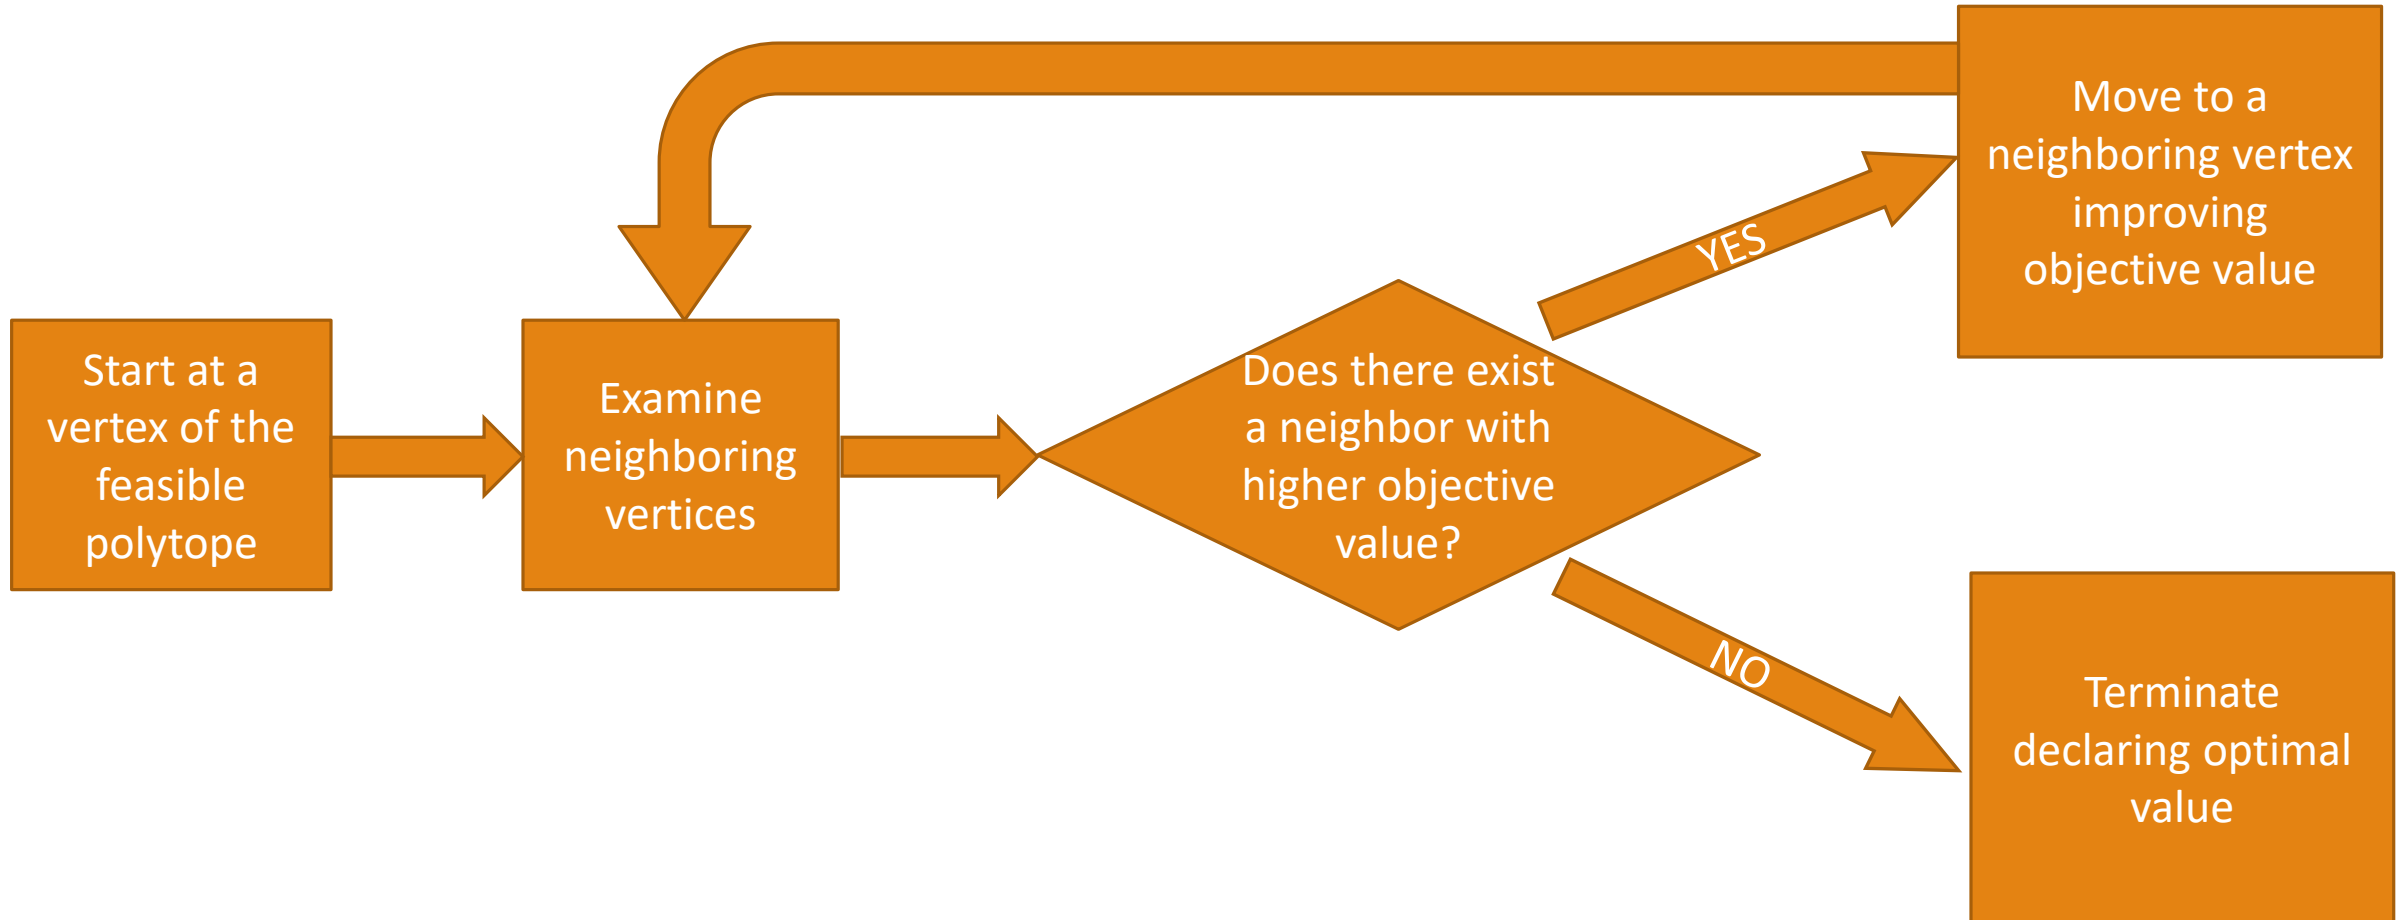 Start at a
vertex of the
feasible
polytope
Examine
neighboring
vertices
Does there exist
a neighbor with
higher objective
value?
YES
Move to a
neighboring vertex
improving
objective value
NO
Terminate
declaring optimal
value